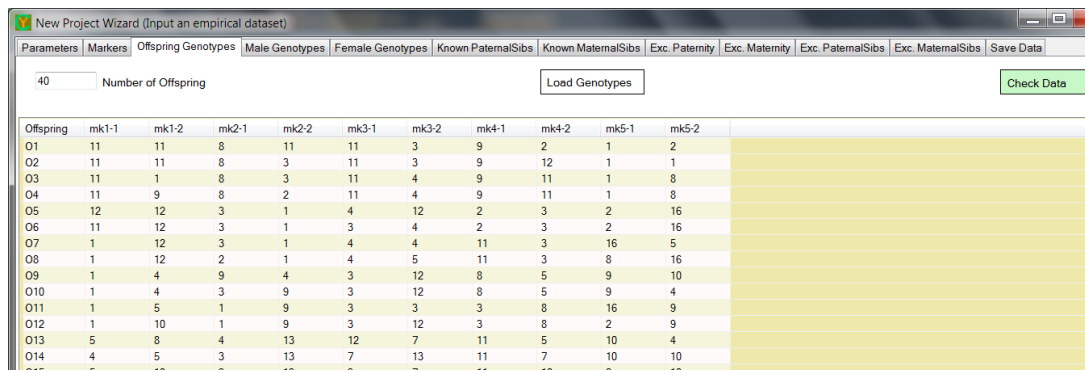 New Project Wizard (Input an empirical dataset)
Parameters Markers Offspring Genotypes Male Genotypes Female Genotypes Known PaternalSibs Known MaternalSibs Exc. Paternity Exc. Maternity Exc. PaternalSibs Exc. MaternalSibs Save Data
40 Number of Offspring Load Genotypes Check Data
Offspring mk1-1 mk1-2 mk2-1 mk2-2 mk3-1 mk3-2 mk4-1 mk4-2 mk5-1 mk5-2
O1 11 11 8 11 11 3 9 2 1 2
O2 11 11 8 3 11 3 9 12 1 1
O3 11 1 8 3 11 4 9 11 1 8
O4 11 9 8 2 11 4 9 11 1 8
O5 12 12 3 1 4 12 2 3 2 16
O6 11 12 3 1 3 4 2 3 2 16
O7 1 12 3 1 4 4 11 3 16 5
O8 1 12 2 1 4 5 11 3 8 16
O9 1 4 9 4 3 12 8 5 9 10
O10 1 4 3 9 3 12 8 5 9 4
O11 1 5 1 9 3 3 3 8 16 9
O12 1 10 1 9 3 12 3 8 2 9
O13 5 8 4 13 12 7 11 5 10 4
O14 4 5 3 13 7 13 11 7 10 10